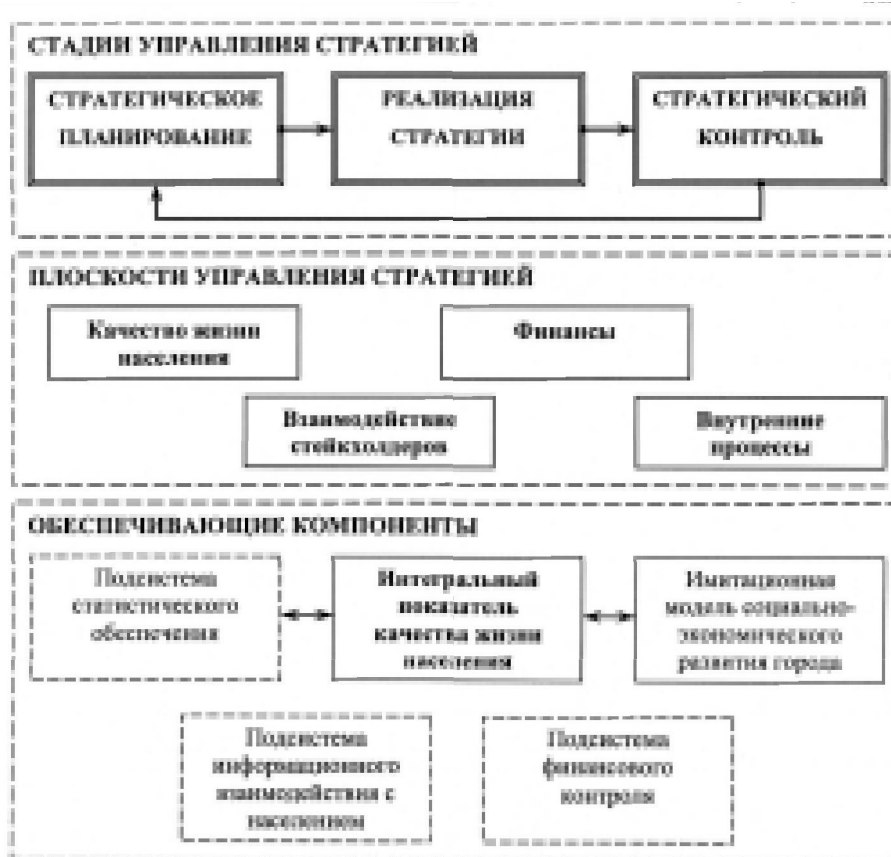 СТАДИИ УПРАВЛЕНИЯ СТРАТЕГИЕЙ
СТРАТЕГИЧЕСКОЕ
ПЛАНИРОВАНИЕ
РЕАЛИЗАЦИЯ
СТРАТЕГИИ
СТРАТЕГИЧЕСКИЙ
КОНТРОЛЬ
ПЛОСКОСТИ УПРАВЛЕНИЯ СТРАТЕГИЕЙ
Качество жизни
населения
Финансы
Взаимодействие
стейкхолдеров
Внутренние
процессы
ОБЕСПЕЧИВАЮЩИЕ КОМПОНЕНТЫ
Подсистема
статистического
обеспечения
Интегральный
показатель
качества жизни
населения
Имитационная
модель социально-
экономического
развития города
Подсистема
информационного
взаимодействия с
населением
Подсистема
финансового
контроля